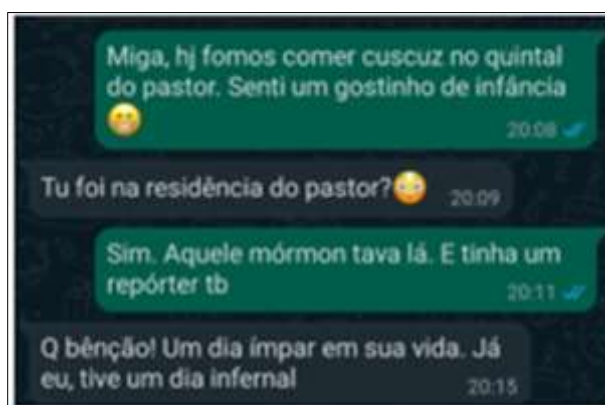 Miga, hj fomos comer cuscuz no quintal
do pastor. Senti um gostinho de infância
😁
20:08
Tu foi na residência do pastor?😳
20:09
Sim. Aquele mórmon tava lá. E tinha um
repórter tb
20:11
Q bênção! Um dia ímpar em sua vida. Já
eu, tive um dia infernal
20:15